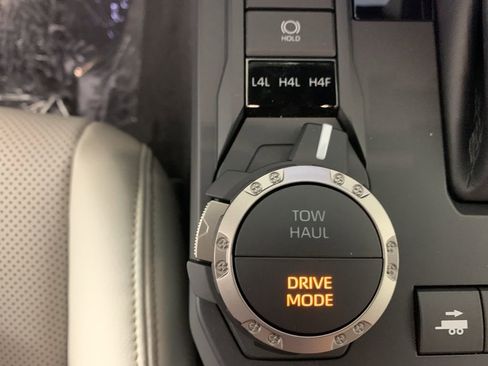 HOLD
L4L H4L H4F
TOW
HAUL
DRIVE
MODE